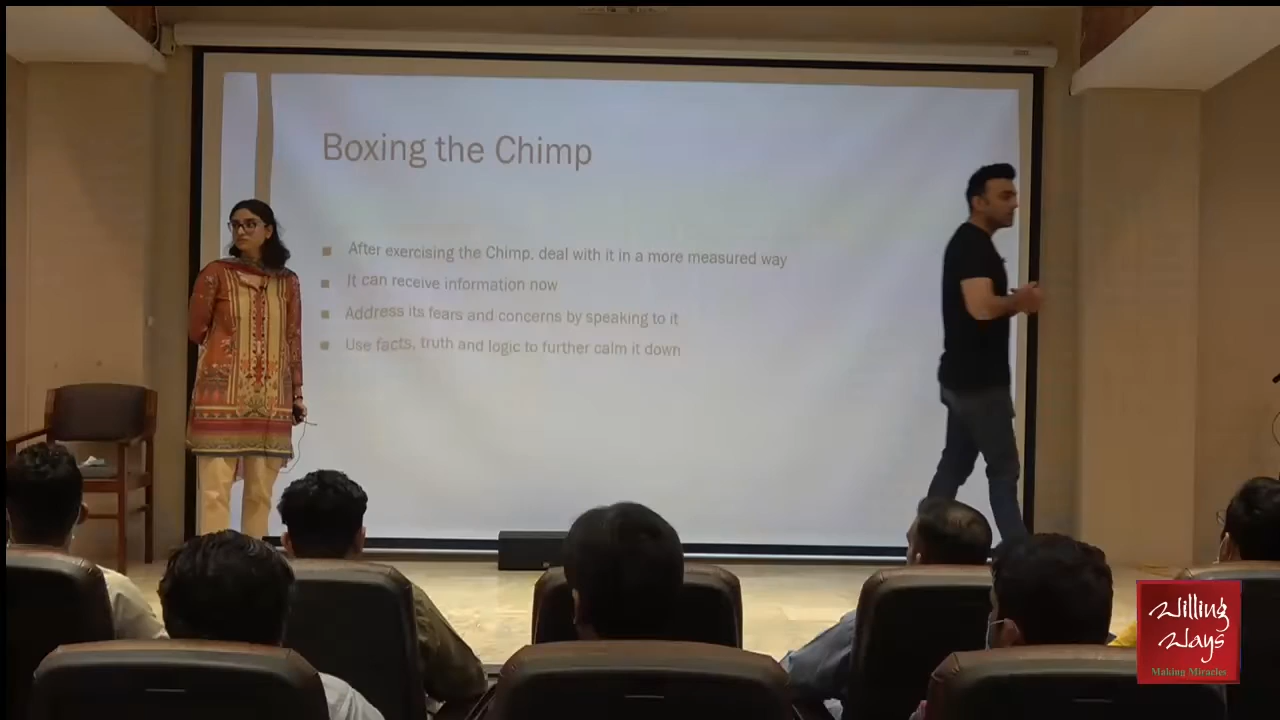 Boxing the Chimp
After exercising the Chimp, deal with it in a more measured way
It can receive information now
Address its fears and concerns by speaking to it
Use facts, truth and logic to further calm it down
Willing
Ways
Making Miracles